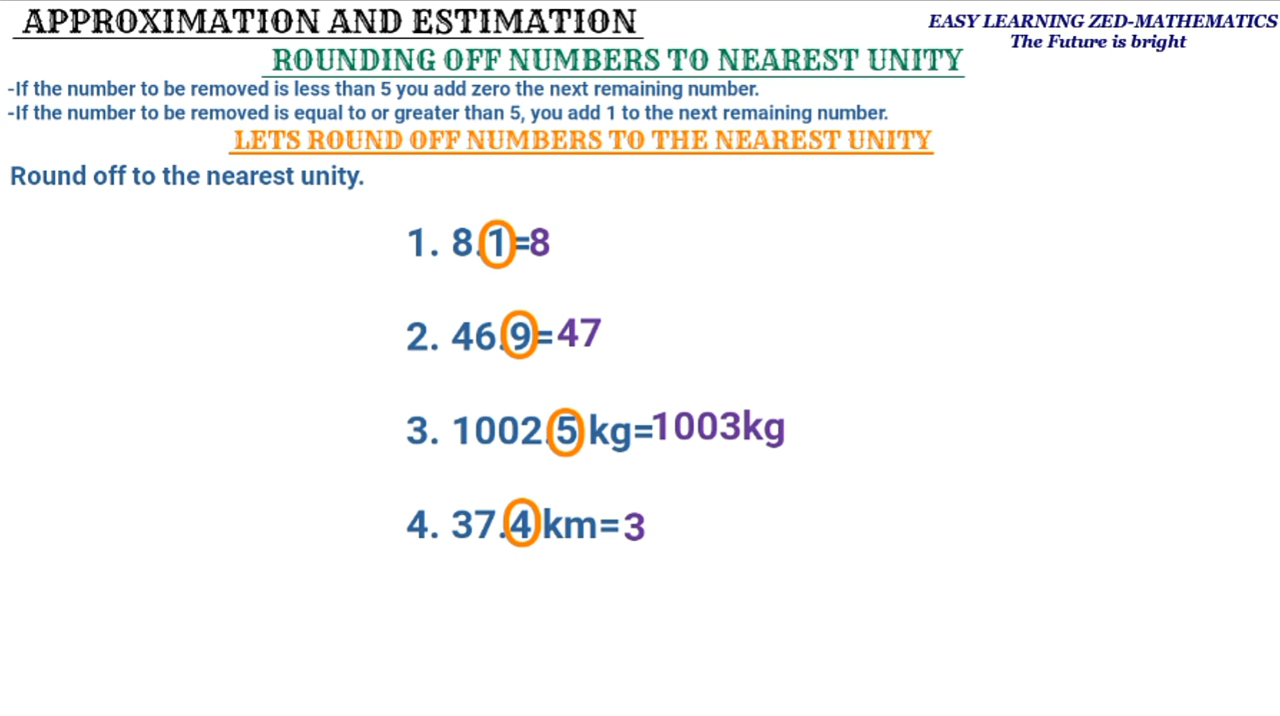 APPROXIMATION AND ESTIMATION
EASY LEARNING ZED-MATHEMATICS
The Future is bright
ROUNDING OFF NUMBERS TO NEAREST UNITY
-If the number to be removed is less than 5 you add zero the next remaining number.
-If the number to be removed is equal to or greater than 5, you add 1 to the next remaining number.
LETS ROUND OFF NUMBERS TO THE NEAREST UNITY
Round off to the nearest unity.
1. 8.1=8
2. 46.9=47
3. 1002.5 kg=1003kg
4. 37.4 km=3